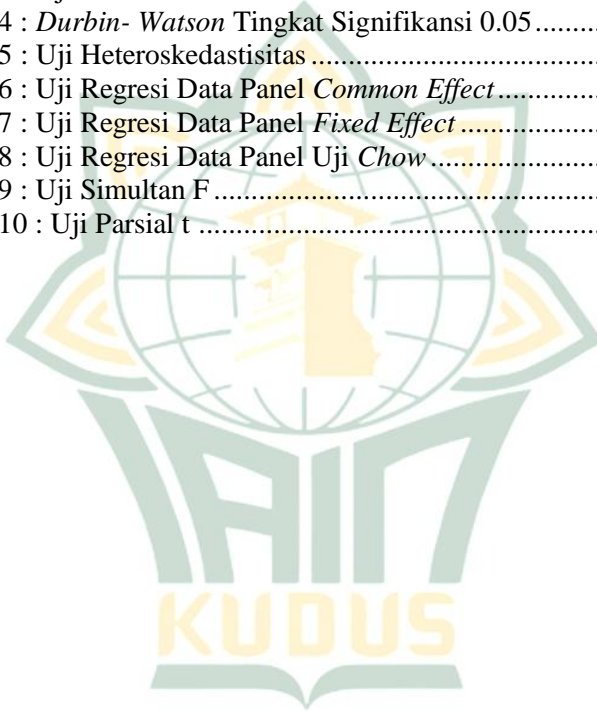 4 : Durbin- Watson Tingkat Signifikansi 0.05..........
5 : Uji Heteroskedastisitas........................................
6 : Uji Regresi Data Panel Common Effect..............
7 : Uji Regresi Data Panel Fixed Effect...................
8 : Uji Regresi Data Panel Uji Chow.......................
9 : Uji Simultan F.....................................................
10 : Uji Parsial t .......................................................
IAIN
KUDUS